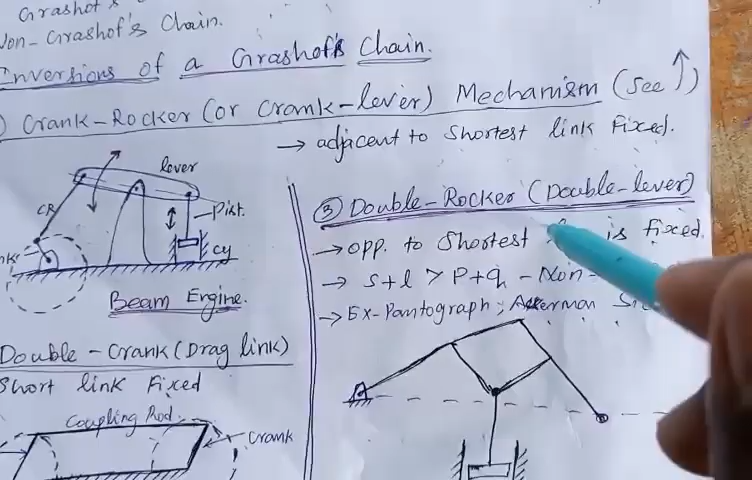 Grashof's
Non-Grashof's Chain.
Inversions of a Grashof's Chain.
) Crank-Rocker (or Crank-lever) Mechanism (See ↑)
→ adjacent to Shortest link Fixed.
lever
CR
Pist.
Cy
Beam Engine.
Double-Crank (Drag link)
Short link Fixed
Coupling Rod.
Crank
③ Double-Rocker (Double-lever)
→ opp. to Shortest is fixed.
→ s+l > p+q - Non-
→ Ex-Pantograph; Ackerman